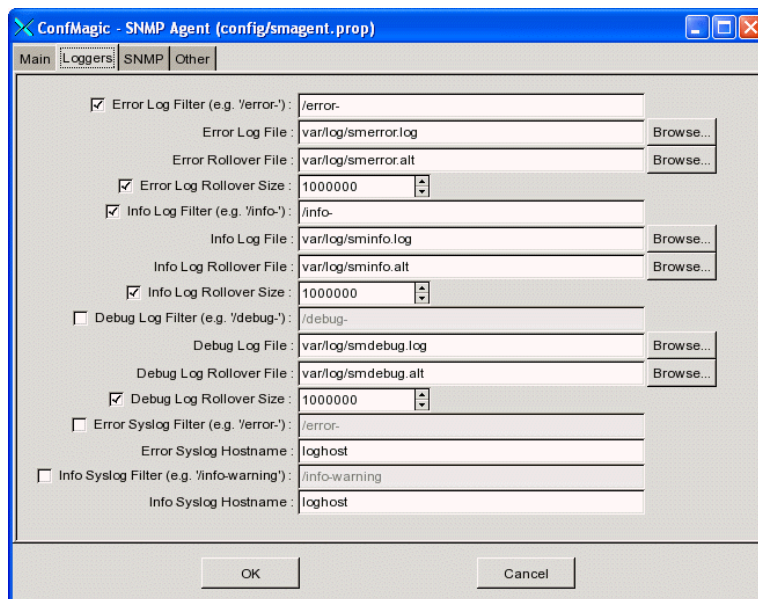 ConfMagic - SNMP Agent (config/smagent.prop)
Main Loggers SNMP Other
Error Log Filter (e.g. '/error-') : /error-
Error Log File : var/log/smerror.log Browse...
Error Rollover File : var/log/smerror.alt Browse...
Error Log Rollover Size : 1000000
Info Log Filter (e.g. '/info-') : /info-
Info Log File : var/log/sminfo.log Browse...
Info Log Rollover File : var/log/sminfo.alt Browse...
Info Log Rollover Size : 1000000
Debug Log Filter (e.g. '/debug-') : /debug-
Debug Log File : var/log/smdebug.log Browse...
Debug Log Rollover File : var/log/smdebug.alt Browse...
Debug Log Rollover Size : 1000000
Error Syslog Filter (e.g. '/error-') : /error-
Error Syslog Hostname : loghost
Info Syslog Filter (e.g. '/info-warning') : /info-warning
Info Syslog Hostname : loghost
OK Cancel